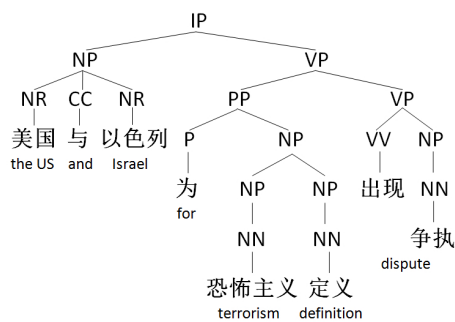 IP
NP VP
NR CC NR PP VP
美国 与 以色列 P NP VV NP
the US and Israel
为 NP NP 出现 NN
for
NN NN 争执
dispute
恐怖主义 定义
terrorism definition